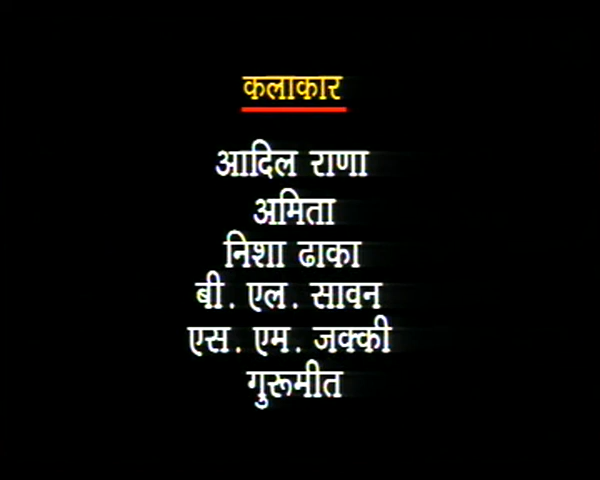 कलाकार
आदिल राणा
अमिता
निशा ढाका
बी. एल. सावन
एस. एम. जक्की
गुरूमीत